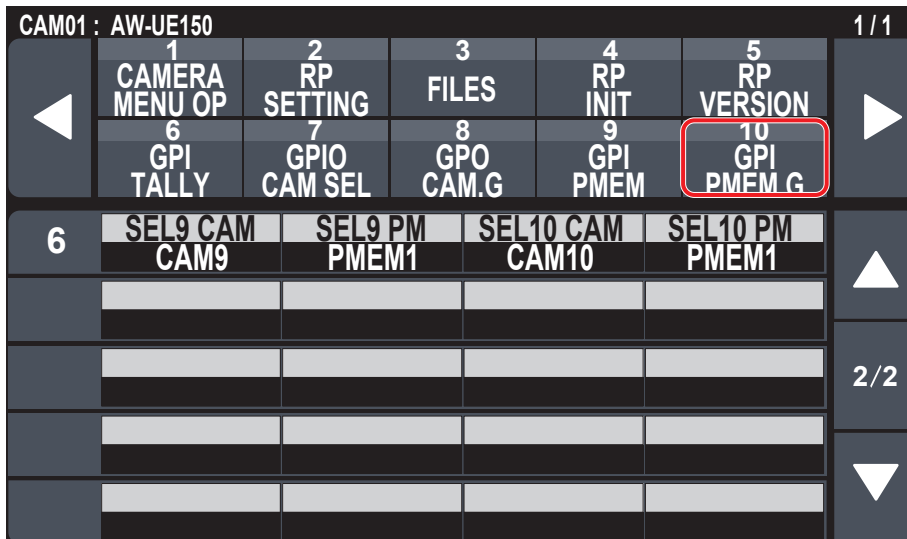 CAM01 : AW-UE150 1 / 1
1 2 3 4 5
CAMERA RP FILES RP RP
MENU OP SETTING INIT VERSION
6 7 8 9 10
GPI GPIO GPO GPI GPI
TALLY CAM SEL CAM.G PMEM PMEM.G
6 SEL9 CAM SEL9 PM SEL10 CAM SEL10 PM
CAM9 PMEM1 CAM10 PMEM1
2/2